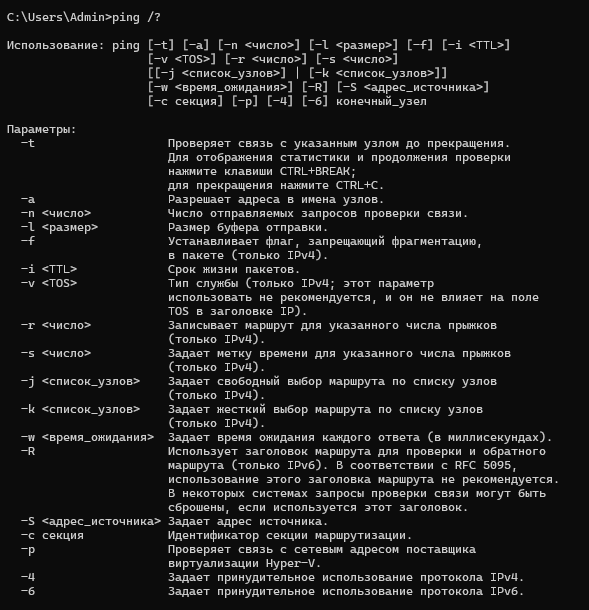 C:\Users\Admin>ping /?
Использование: ping [-t] [-a] [-n <число>] [-l <размер>] [-f] [-i <TTL>]
[-v <TOS>] [-r <число>] [-s <число>]
[[-j <список_узлов>] | [-k <список_узлов>]]
[-w <время_ожидания>] [-R] [-S <адрес_источника>]
[-c секция] [-p] [-4] [-6] конечный_узел
Параметры:
-t Проверяет связь с указанным узлом до прекращения.
Для отображения статистики и продолжения проверки
нажмите клавиши CTRL+BREAK;
для прекращения нажмите CTRL+C.
-a Разрешает адреса в имена узлов.
-n <число> Число отправляемых запросов проверки связи.
-l <размер> Размер буфера отправки.
-f Устанавливает флаг, запрещающий фрагментацию,
в пакете (только IPv4).
-i <TTL> Срок жизни пакетов.
-v <TOS> Тип службы (только IPv4; этот параметр
использовать не рекомендуется, и он не влияет на поле
TOS в заголовке IP).
-r <число> Записывает маршрут для указанного числа прыжков
(только IPv4).
-s <число> Задает метку времени для указанного числа прыжков
(только IPv4).
-j <список_узлов> Задает свободный выбор маршрута по списку узлов
(только IPv4).
-k <список_узлов> Задает жесткий выбор маршрута по списку узлов
(только IPv4).
-w <время_ожидания> Задает время ожидания каждого ответа (в миллисекундах).
-R Использует заголовок маршрута для проверки и обратного
маршрута (только IPv6). В соответствии с RFC 5095,
использование этого заголовка маршрута не рекомендуется.
В некоторых системах запросы проверки связи могут быть
сброшены, если используется этот заголовок.
-S <адрес_источника> Задает адрес источника.
-c секция Идентификатор секции маршрутизации.
-p Проверяет связь с сетевым адресом поставщика
виртуализации Hyper-V.
-4 Задает принудительное использование протокола IPv4.
-6 Задает принудительное использование протокола IPv6.